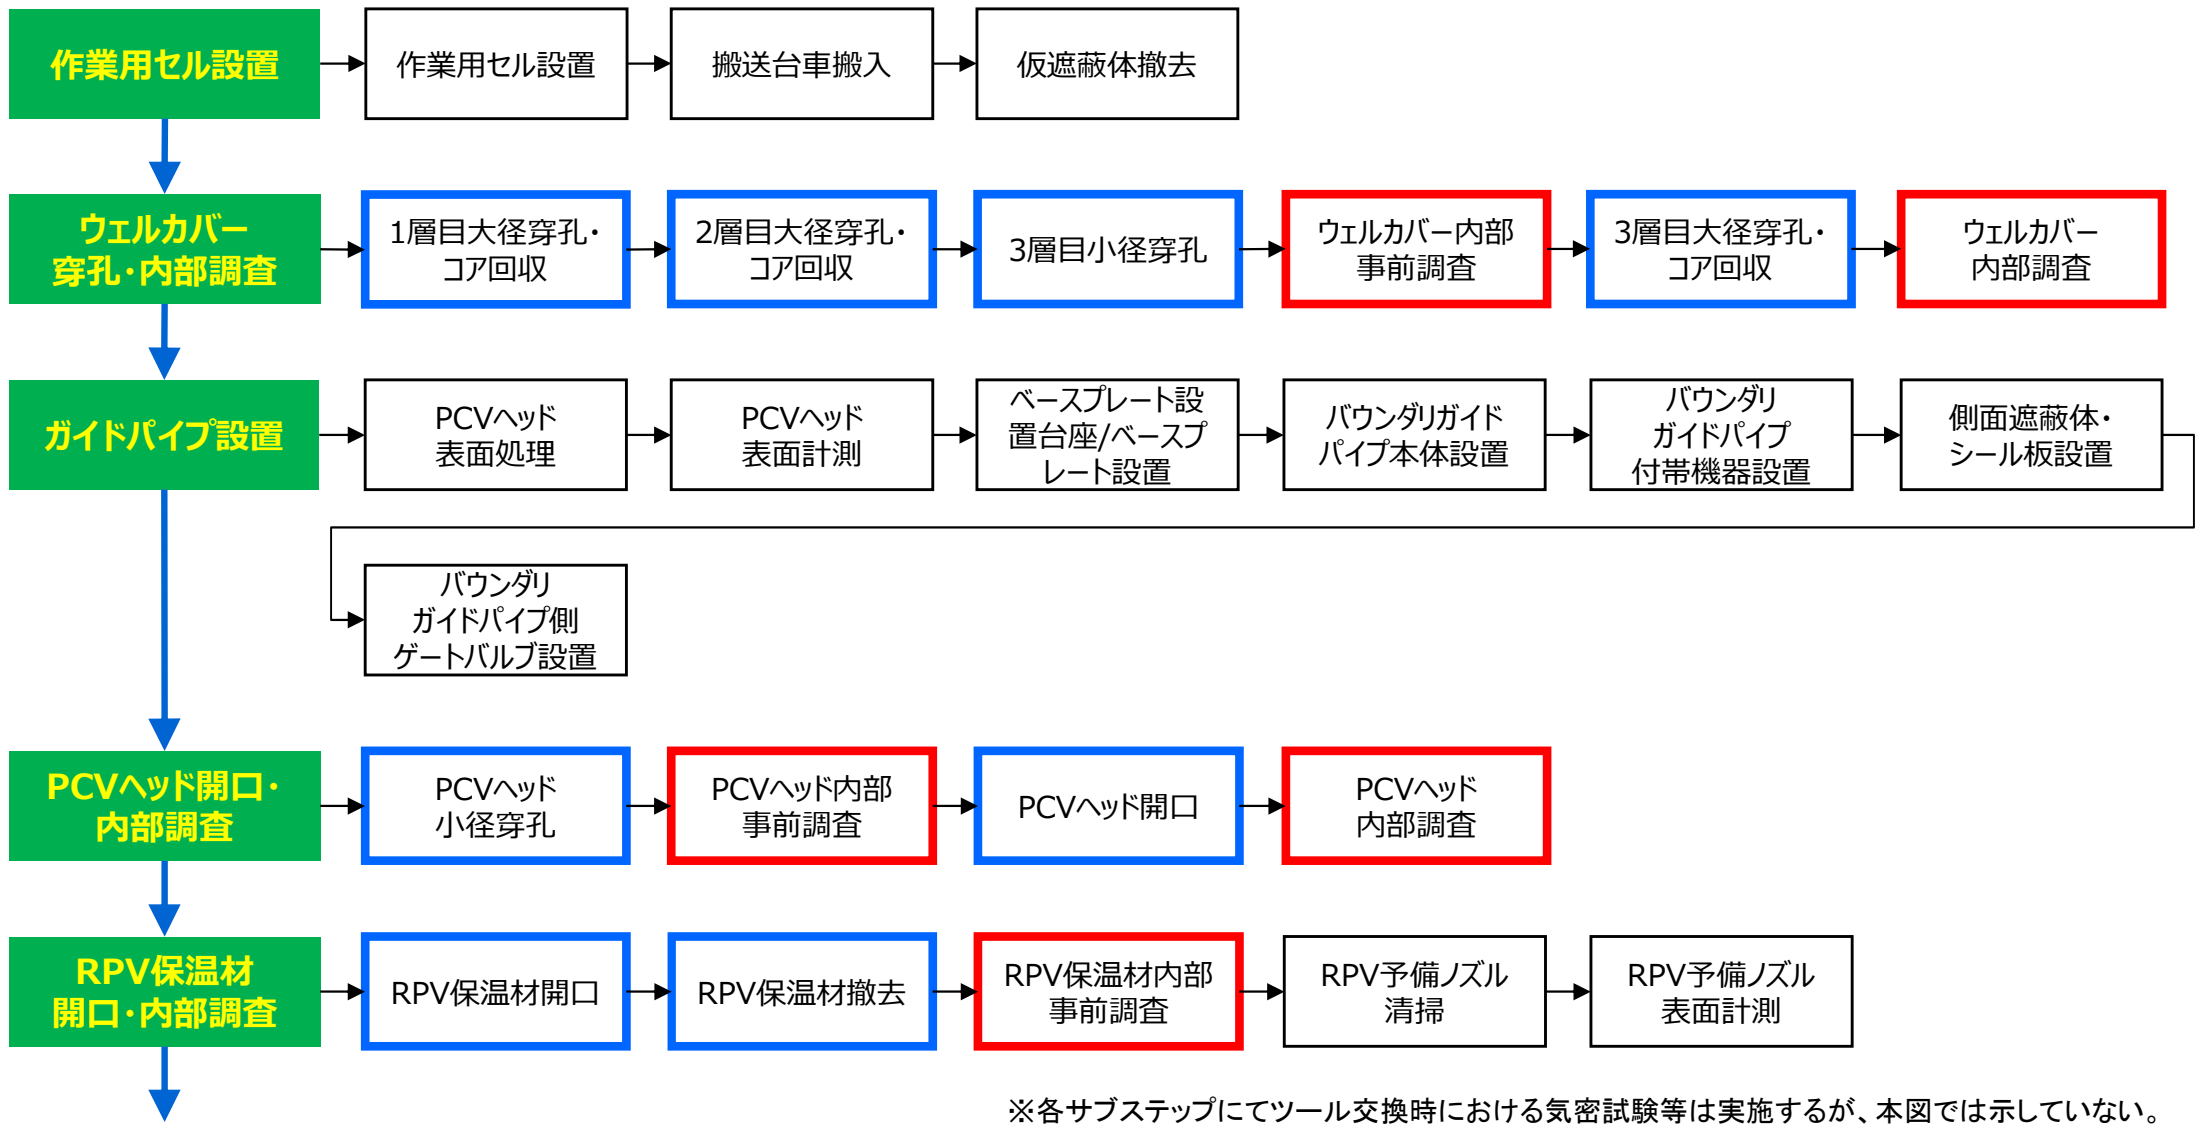 作業用セル設置
作業用セル設置
搬送台車搬入
仮遮蔽体撤去
ウェルカバー
穿孔・内部調査
1層目大径穿孔・
コア回収
2層目大径穿孔・
コア回収
3層目小径穿孔
ウェルカバー内部
事前調査
3層目大径穿孔・
コア回収
ウェルカバー
内部調査
ガイドパイプ設置
PCVヘッド
表面処理
PCVヘッド
表面計測
ベースプレート設
置台座/ベースプ
レート設置
バウンダリガイド
パイプ本体設置
バウンダリ
ガイドパイプ
付帯機器設置
側面遮蔽体・
シール板設置
バウンダリ
ガイドパイプ側
ゲートバルブ設置
PCVヘッド開口・
内部調査
PCVヘッド
小径穿孔
PCVヘッド内部
事前調査
PCVヘッド開口
PCVヘッド
内部調査
RPV保温材
開口・内部調査
RPV保温材開口
RPV保温材撤去
RPV保温材内部
事前調査
RPV予備ノズル
清掃
RPV予備ノズル
表面計測
※各サブステップにてツール交換時における気密試験等は実施するが、本図では示していない。